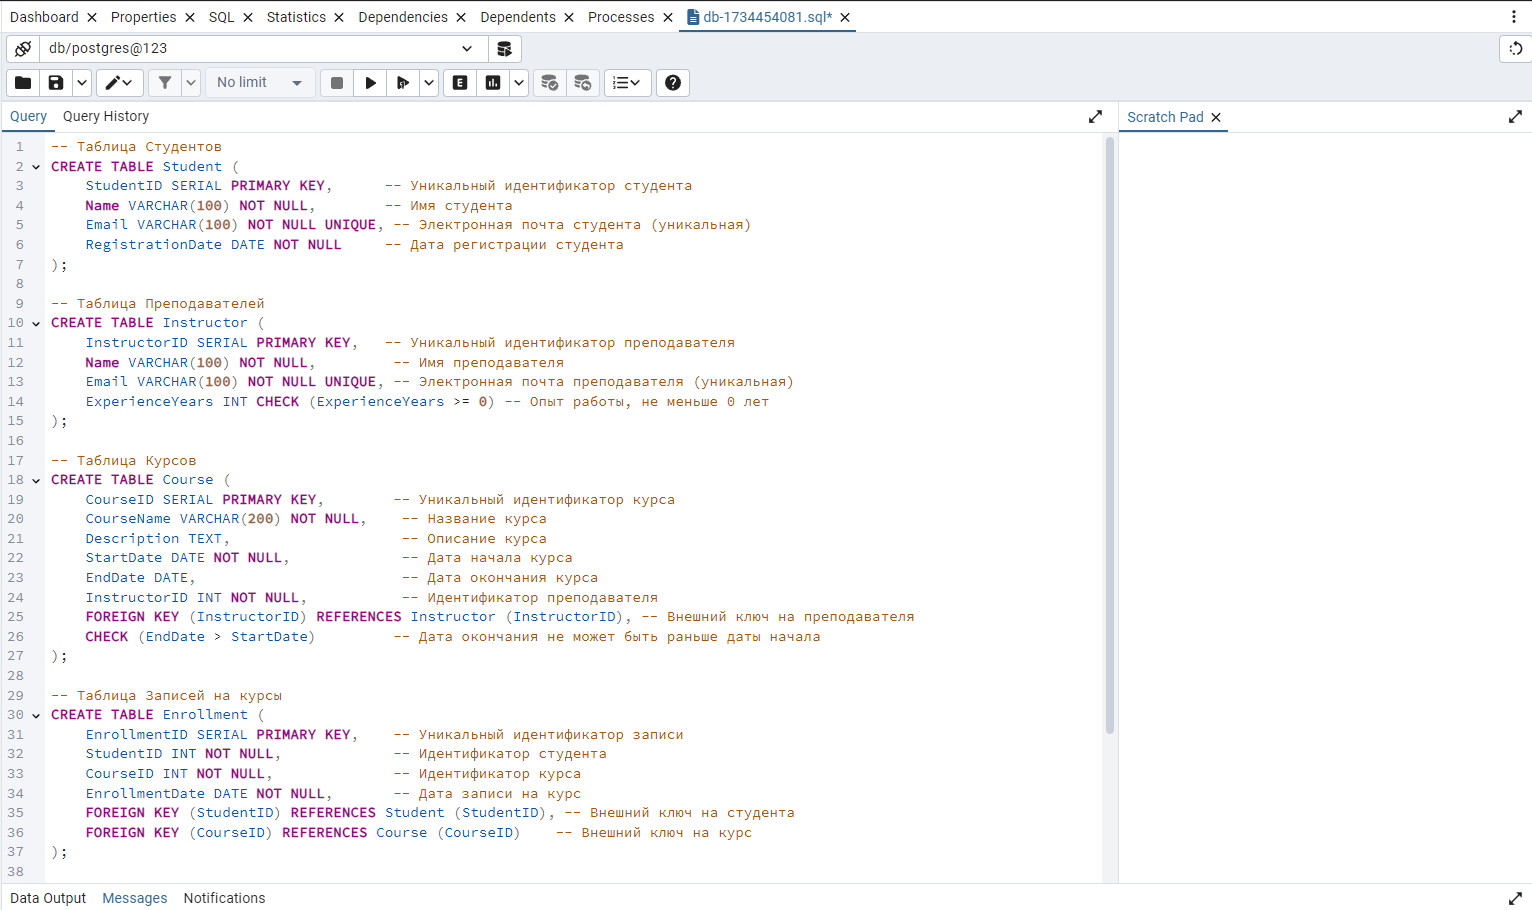 Dashboard Properties SQL Statistics Dependencies Dependents Processes db-1734454081.sql*
db/postgres@123
No limit E
Query Query History Scratch Pad
1 -- Таблица Студентов
2 CREATE TABLE Student (
3 StudentID SERIAL PRIMARY KEY, -- Уникальный идентификатор студента
4 Name VARCHAR(100) NOT NULL, -- Имя студента
5 Email VARCHAR(100) NOT NULL UNIQUE, -- Электронная почта студента (уникальная)
6 RegistrationDate DATE NOT NULL -- Дата регистрации студента
7 );
8
9 -- Таблица Преподавателей
10 CREATE TABLE Instructor (
11 InstructorID SERIAL PRIMARY KEY, -- Уникальный идентификатор преподавателя
12 Name VARCHAR(100) NOT NULL, -- Имя преподавателя
13 Email VARCHAR(100) NOT NULL UNIQUE, -- Электронная почта преподавателя (уникальная)
14 ExperienceYears INT CHECK (ExperienceYears >= 0) -- Опыт работы, не меньше 0 лет
15 );
16
17 -- Таблица Курсов
18 CREATE TABLE Course (
19 CourseID SERIAL PRIMARY KEY, -- Уникальный идентификатор курса
20 CourseName VARCHAR(200) NOT NULL, -- Название курса
21 Description TEXT, -- Описание курса
22 StartDate DATE NOT NULL, -- Дата начала курса
23 EndDate DATE, -- Дата окончания курса
24 InstructorID INT NOT NULL, -- Идентификатор преподавателя
25 FOREIGN KEY (InstructorID) REFERENCES Instructor (InstructorID), -- Внешний ключ на преподавателя
26 CHECK (EndDate > StartDate) -- Дата окончания не может быть раньше даты начала
27 );
28
29 -- Таблица Записей на курсы
30 CREATE TABLE Enrollment (
31 EnrollmentID SERIAL PRIMARY KEY, -- Уникальный идентификатор записи
32 StudentID INT NOT NULL, -- Идентификатор студента
33 CourseID INT NOT NULL, -- Идентификатор курса
34 EnrollmentDate DATE NOT NULL, -- Дата записи на курс
35 FOREIGN KEY (StudentID) REFERENCES Student (StudentID), -- Внешний ключ на студента
36 FOREIGN KEY (CourseID) REFERENCES Course (CourseID) -- Внешний ключ на курс
37 );
38
Data Output Messages Notifications